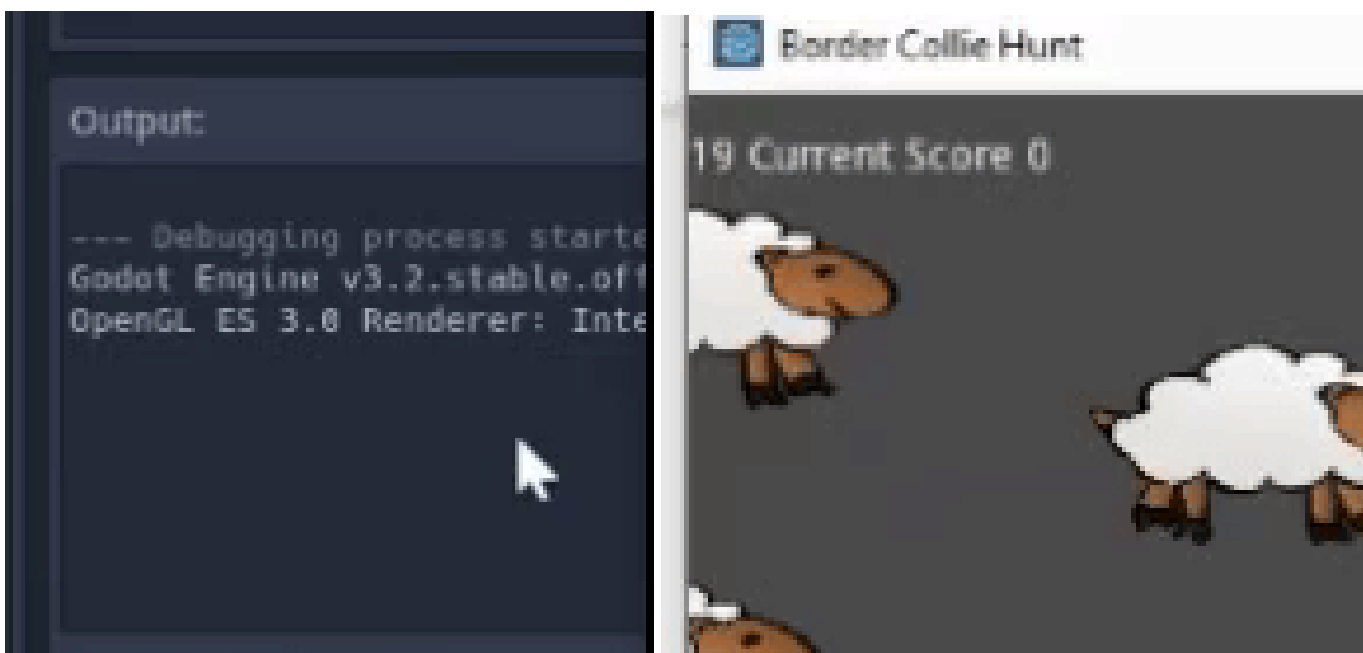 Output:
--- Debugging process starte
Godot Engine v3.2.stable.off
OpenGL ES 3.0 Renderer: Inte
Border Collie Hunt
19 Current Score 0